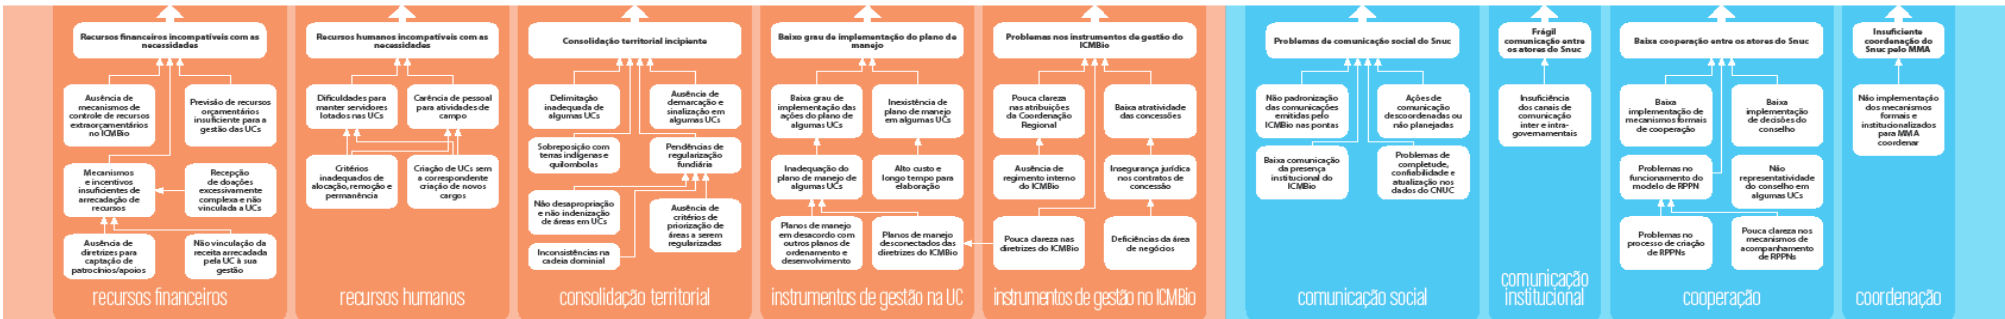 Recursos financeiros incompatíveis com as
necessidades
Ausência de
mecanismos de
controle de recursos
extraorçamentários
no ICMBio
Previsão de recursos
orçamentários
insuficiente para a
gestão das UCs
Mecanismos
e incentivos
insuficientes de
arrecadação de
recursos
Recepção
de doações
excessivamente
complexa e não
vinculada a UCs
Ausência de
diretrizes para
captação de
patrocínios/apoios
Não vinculação da
receita arrecadada
pela UC à sua
gestão
recursos financeiros
Recursos humanos incompatíveis com as
necessidades
Dificuldades para
manter servidores
lotados nas UCs
Carência de pessoal
para atividades de
campo
Critérios
inadequados de
alocação, remoção e
permanência
Criação de UCs sem
a correspondente
criação de novos
cargos
recursos humanos
Consolidação territorial incipiente
Delimitação
inadequada de
algumas UCs
Ausência de
demarcação e
sinalização em
algumas UCs
Sobreposição com
terras indígenas e
quilombolas
Pendências de
regularização
fundiária
Não desapropriação
e não indenização
de áreas em UCs
Ausência de
critérios de
priorização de
áreas a serem
regularizadas
Inconsistências na
cadeia dominial
consolidação territorial
Baixo grau de implementação do plano de
manejo
Baixa grau de
implementação das
ações do plano de
algumas UCs
Inexistência de
plano de manejo
em algumas UCs
Inadequação do
plano de manejo de
algumas UCs
Alto custo e
longo tempo para
elaboração
Planos de manejo
em desacordo com
outros planos de
ordenamento e
desenvolvimento
Planos de manejo
desconectados das
diretrizes do ICMBio
instrumentos de gestão na UC
Problemas nos instrumentos de gestão do
ICMBio
Pouca clareza
nas atribuições
da Coordenação
Regional
Baixa atratividade
das concessões
Ausência de
regimento interno
do ICMBio
Insegurança jurídica
nos contratos de
concessão
Pouca clareza nas
diretrizes do ICMBio
Deficiências da área
de negócios
instrumentos de gestão no ICMBio
Problemas de comunicação social do Snuc
Não padronização
das comunicações
emitidas pelo
ICMBio nas pontas
Ações de
comunicação
descoordenadas ou
não planejadas
Baixa comunicação
da presença
institucional do
ICMBio
Problemas de
completude,
confiabilidade e
atualização nos
dados do CNUC
comunicação social
Frágil
comunicação entre
os atores do Snuc
Insuficiência
dos canais de
comunicação
inter e intra-
governamentais
comunicação
institucional
Baixa cooperação entre os atores do Snuc
Baixa
implementação de
mecanismos formais
de cooperação
Baixa
implementação
de decisões do
conselho
Problemas no
funcionamento do
modelo de RPPN
Não
representatividade
do conselho em
algumas UCs
Problemas no
processo de criação
de RPPNs
Pouca clareza nos
mecanismos de
acompanhamento
de RPPNs
cooperação
Insuficiente
coordenação do
Snuc pelo MMA
Não implementação
dos mecanismos
formais e
institucionalizados
para MMA
coordenar
coordenação